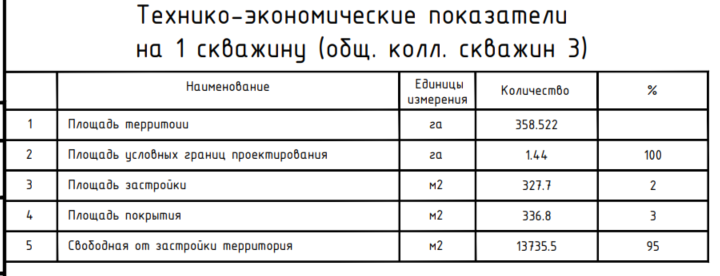 Технико-экономические показатели
на 1 скважину (общ. колл. скважин 3)
Наименование Единицы измерения Количество %
1 Площадь территоии га 358.522
2 Площадь условных границ проектирования га 1.44 100
3 Площадь застройки м2 327.7 2
4 Площадь покрытия м2 336.8 3
5 Свободная от застройки территория м2 13735.5 95